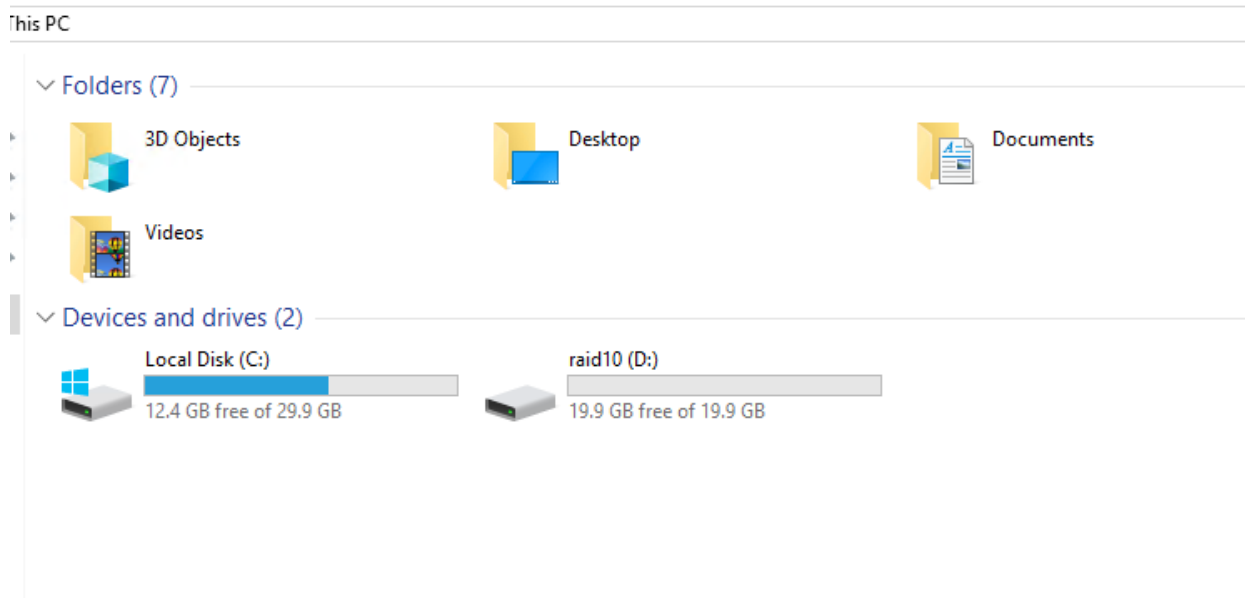 This PC
Folders (7)
3D Objects
Desktop
Documents
Videos
Devices and drives (2)
Local Disk (C:)
12.4 GB free of 29.9 GB
raid10 (D:)
19.9 GB free of 19.9 GB